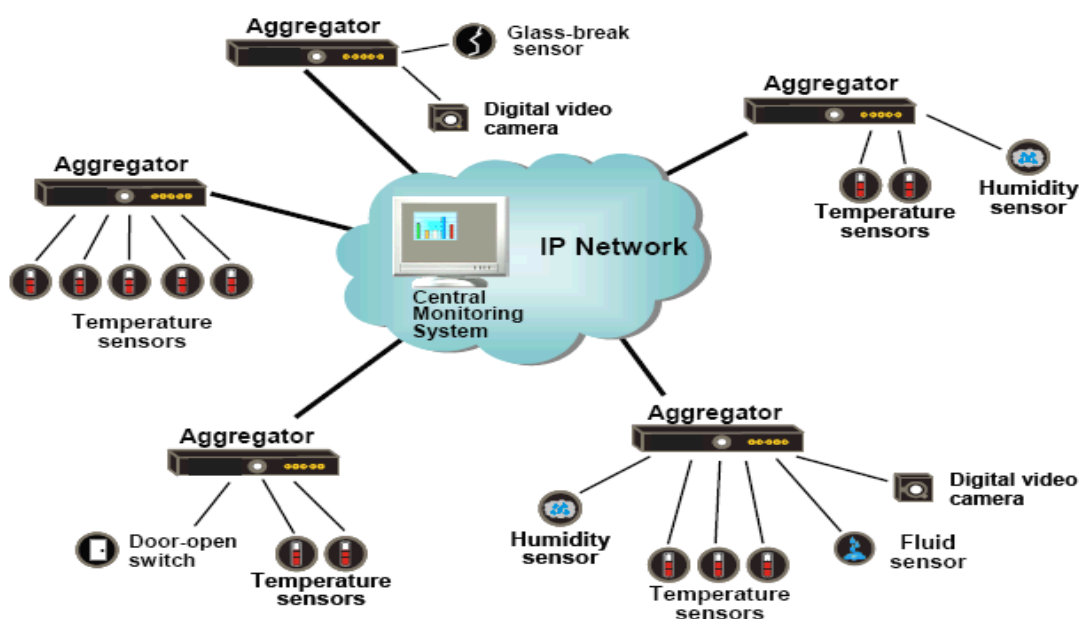 Aggregator
Glass-break
sensor
Digital video
camera
Aggregator
Temperature
sensors
Humidity
sensor
Aggregator
Temperature
sensors
IP Network
Central
Monitoring
System
Aggregator
Door-open
switch
Temperature
sensors
Aggregator
Humidity
sensor
Temperature
sensors
Fluid
sensor
Digital video
camera